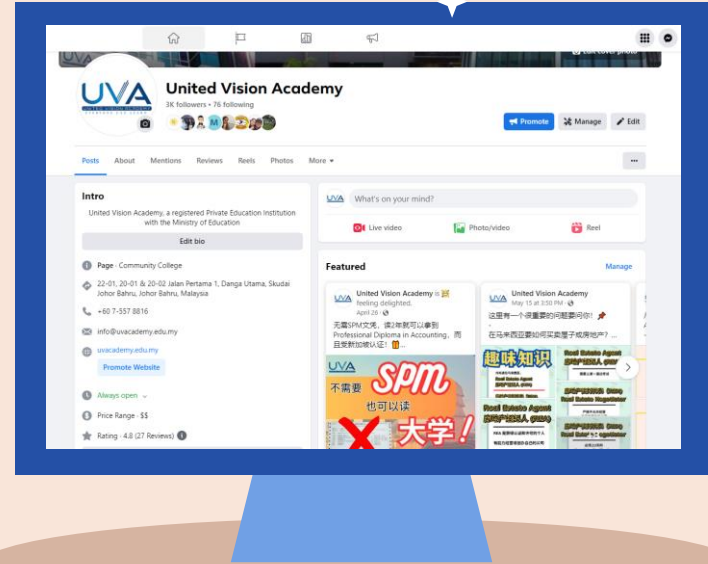 Edit cover photo
UVA
UNITED VISION ACADEMY
United Vision Academy
3K followers • 76 following
M
Promote
Manage
Edit
Posts
About
Mentions
Reviews
Reels
Photos
More
Intro
United Vision Academy, a registered Private Education Institution
with the Ministry of Education
Edit bio
Page · Community College
22-01, 20-01 & 20-02 Jalan Pertama 1, Danga Utama, Skudai
Johor Bahru, Johor Bahru, Malaysia
+60 7-557 8816
info@uvacademy.edu.my
uvacademy.edu.my
Promote Website
Always open
Price Range · $$
Rating · 4.8 (27 Reviews)
UVA
What's on your mind?
Live video
Photo/video
Reel
Featured
Manage
UVA
United Vision Academy is
feeling delighted.
April 26 ·
无需SPM文凭，读2年就可以拿到
Professional Diploma in Accounting，而
且受新加坡认证！ ...
UVA
不需要
SPM
也可以读
大学！
UVA
United Vision Academy
May 15 at 3:50 PM ·
这里有一个很重要的问题要问你！
-
在马来西亚要如何买卖屋子或房地产？...
趣味知识
Real Estate Agent
Real Estate Agent
Real Estate Negotiator